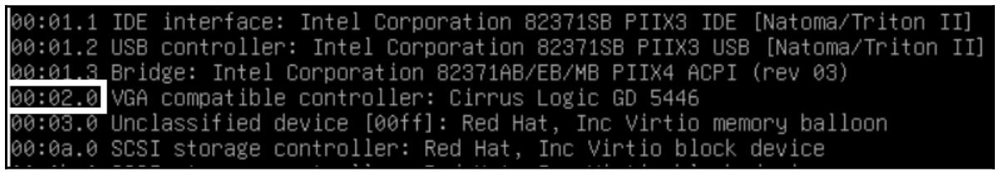 00:01.1 IDE interface: Intel Corporation 82371SB PIIX3 IDE [Natoma/Triton II]
00:01.2 USB controller: Intel Corporation 82371SB PIIX3 USB [Natoma/Triton II]
00:01.3 Bridge: Intel Corporation 82371AB/EB/MB PIIX4 ACPI (rev 03)
00:02.0 VGA compatible controller: Cirrus Logic GD 5446
00:03.0 Unclassified device [00ff]: Red Hat, Inc Virtio memory balloon
00:0a.0 SCSI storage controller: Red Hat, Inc Virtio block device